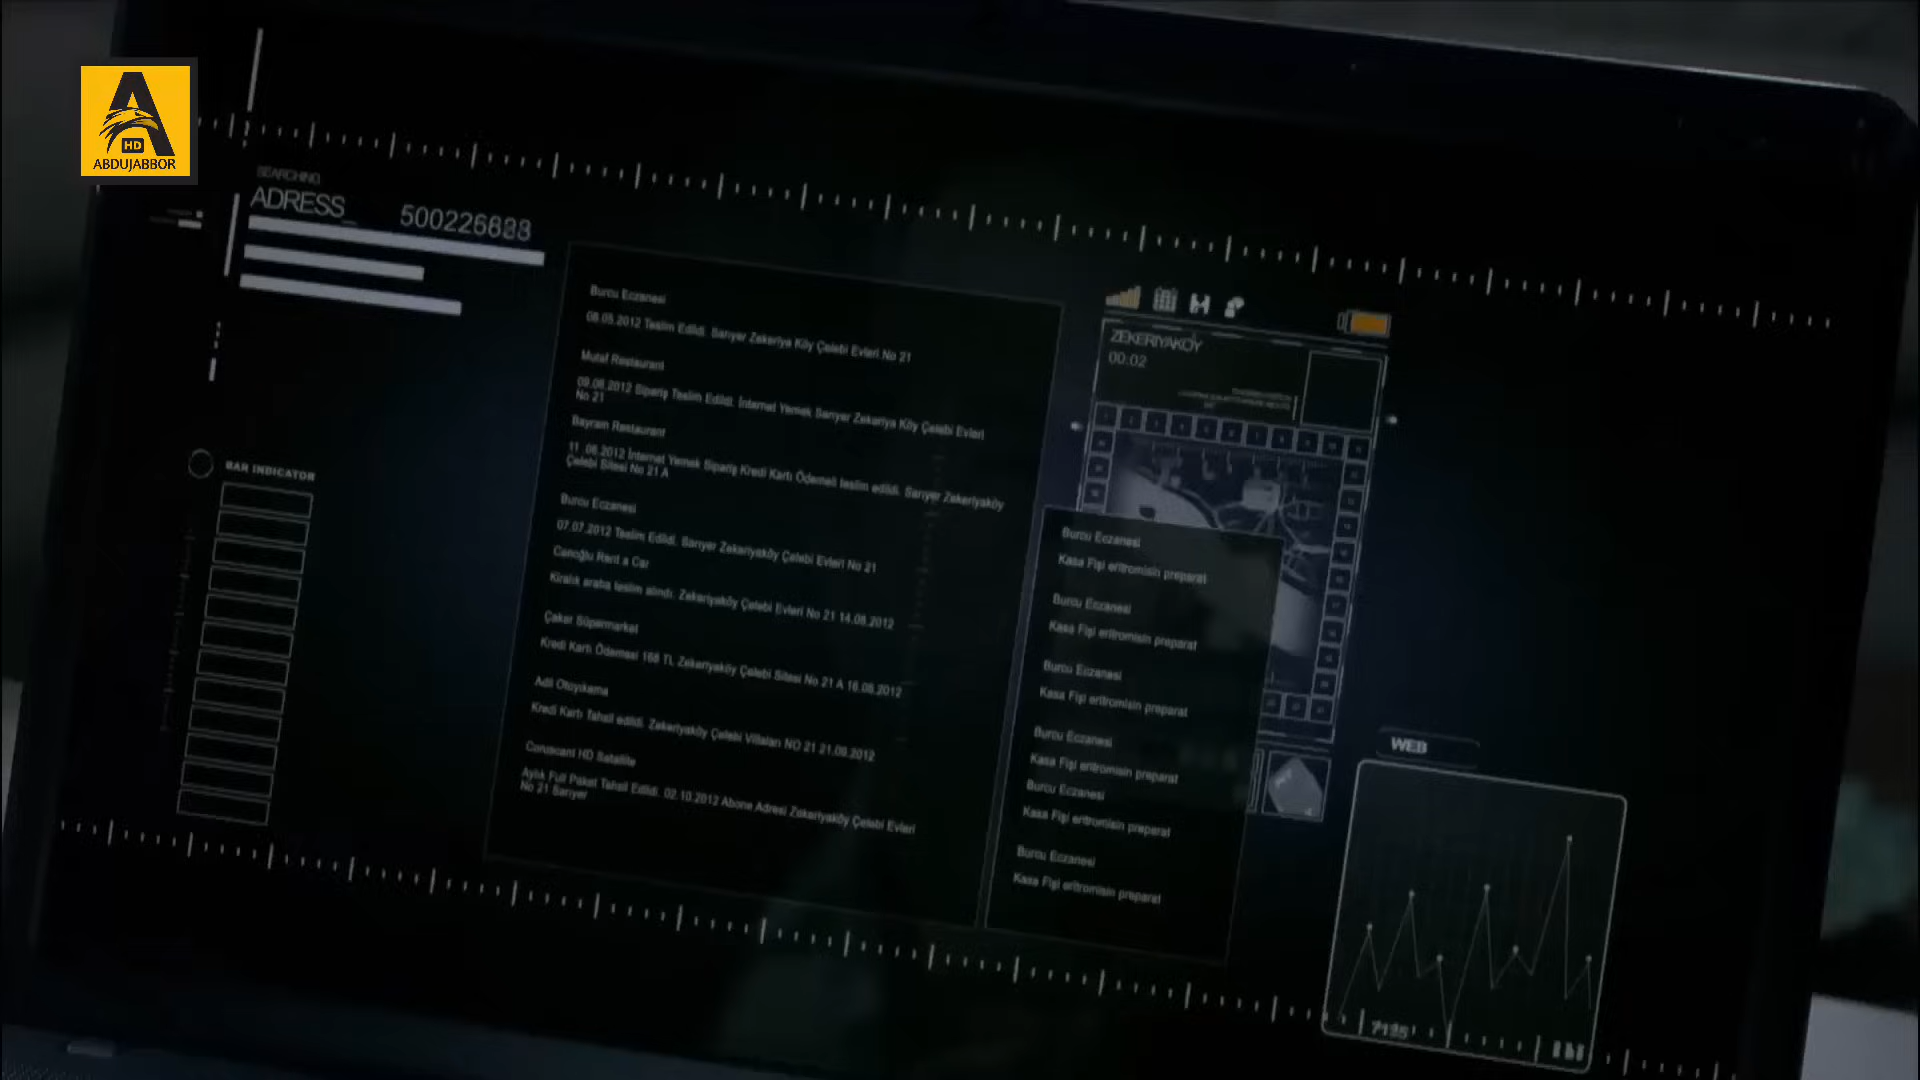 HD
ABDUJABBOR
SEARCHING
ADRESS_
BAR INDICATOR
Burcu Eczanesi
08.05.2012 Teslim Edildi. Sarıyer Zekeriya Köy Çelebi Evleri No 21
Mutaf Restaurant
09.06.2012 Sipariş Teslim Edildi. İnternet Yemek Sarıyer Zekeriya Köy Çelebi Evleri
No 21
Bayram Restaurant
11 .06.2012 İnternet Yemek Sipariş Kredi Kartı Ödemeli teslim edildi. Sarıyer Zekeriyaköy
Çelebi Sitesi No 21 A
Burcu Eczanesi
07.07.2012 Teslim Edildi. Sarıyer Zekeriyaköy Çelebi Evleri No 21
Canoğlu Rent a Car
Kiralık araba teslim alındı. Zekeriyaköy Çelebi Evleri No 21 14.08.2012
Çakar Süpermarket
Kredi Kartı Ödemesi 168 TL Zekeriyaköy Çelebi Sitesi No 21 A 16.08.2012
Adil Otoyıkama
Kredi Kartı Tahsil edildi. Zekeriyaköy Çelebi Villaları NO 21 21.09.2012
Coruscant HD Satellite
Aylık Full Paket Tahsil Edildi. 02.10.2012 Abone Adresi Zekeriyaköy Çelebi Evleri
No 21 Sarıyer
ZEKERİYAKÖY
00:02
Burcu Eczanesi
Kasa Fişi eritromisin preparat
Burcu Eczanesi
Kasa Fişi eritromisin preparat
Burcu Eczanesi
Kasa Fişi eritromisin preparat
Burcu Eczanesi
Kasa Fişi eritromisin preparat
Burcu Eczanesi
Kasa Fişi eritromisin preparat
Burcu Eczanesi
Kasa Fişi eritromisin preparat
WEB